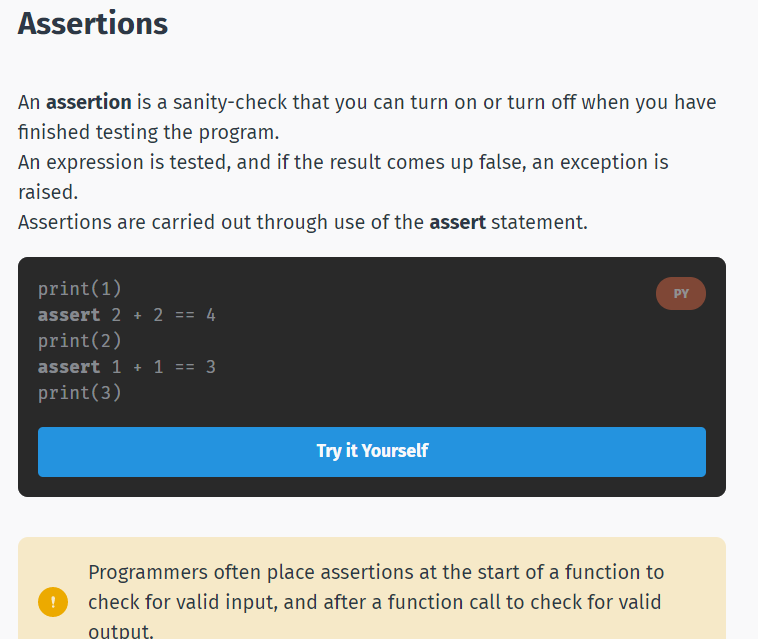 Assertions
An assertion is a sanity-check that you can turn on or turn off when you have
finished testing the program.
An expression is tested, and if the result comes up false, an exception is
raised.
Assertions are carried out through use of the assert statement.
print(1)
PY
assert 2 + 2 == 4
print(2)
assert 1 + 1 == 3
print(3)
Try it Yourself
Programmers often place assertions at the start of a function to
! check for valid input, and after a function call to check for valid
output.